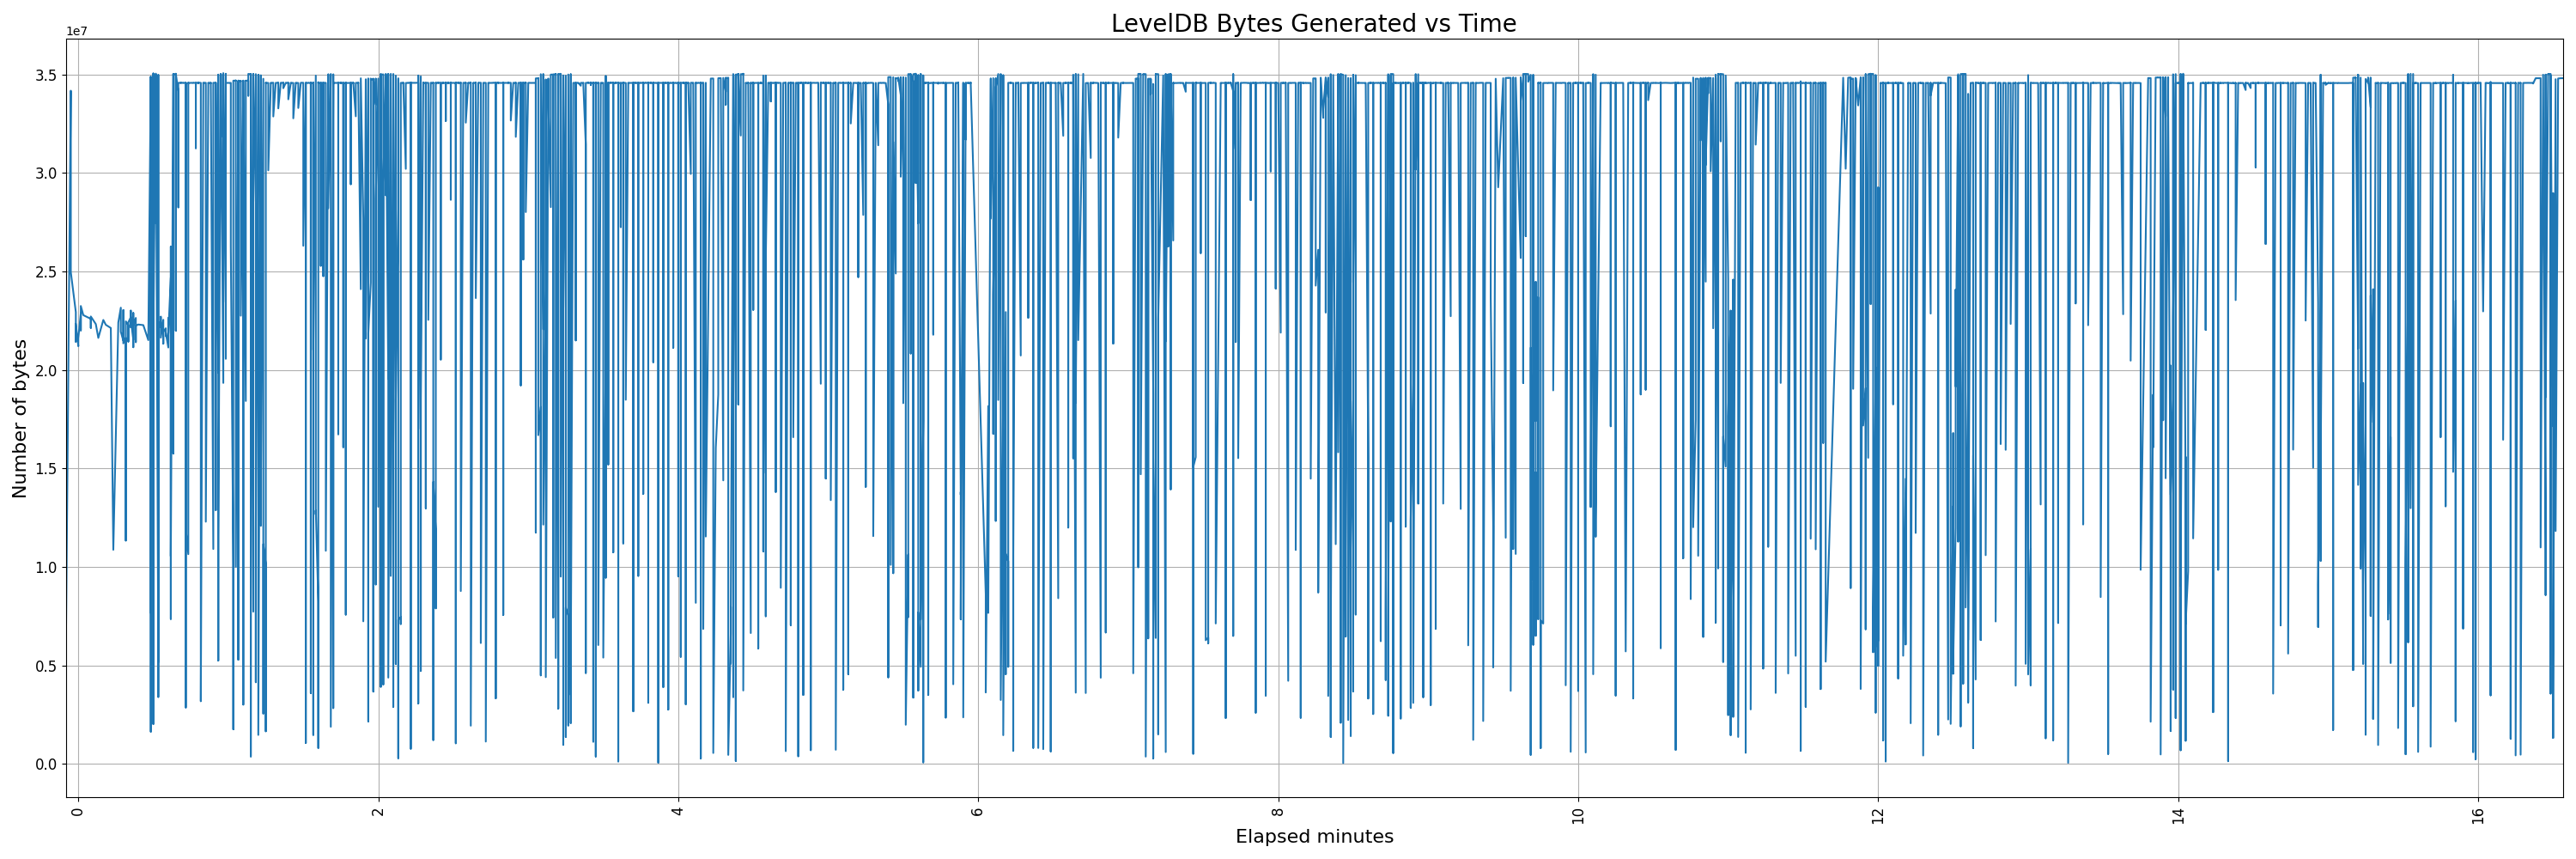 LevelDB Bytes Generated vs Time
1e7
3.5
3.0
2.5
2.0
1.5
1.0
0.5
0.0
Number of bytes
0 2 4 6 8 10 12 14 16
Elapsed minutes